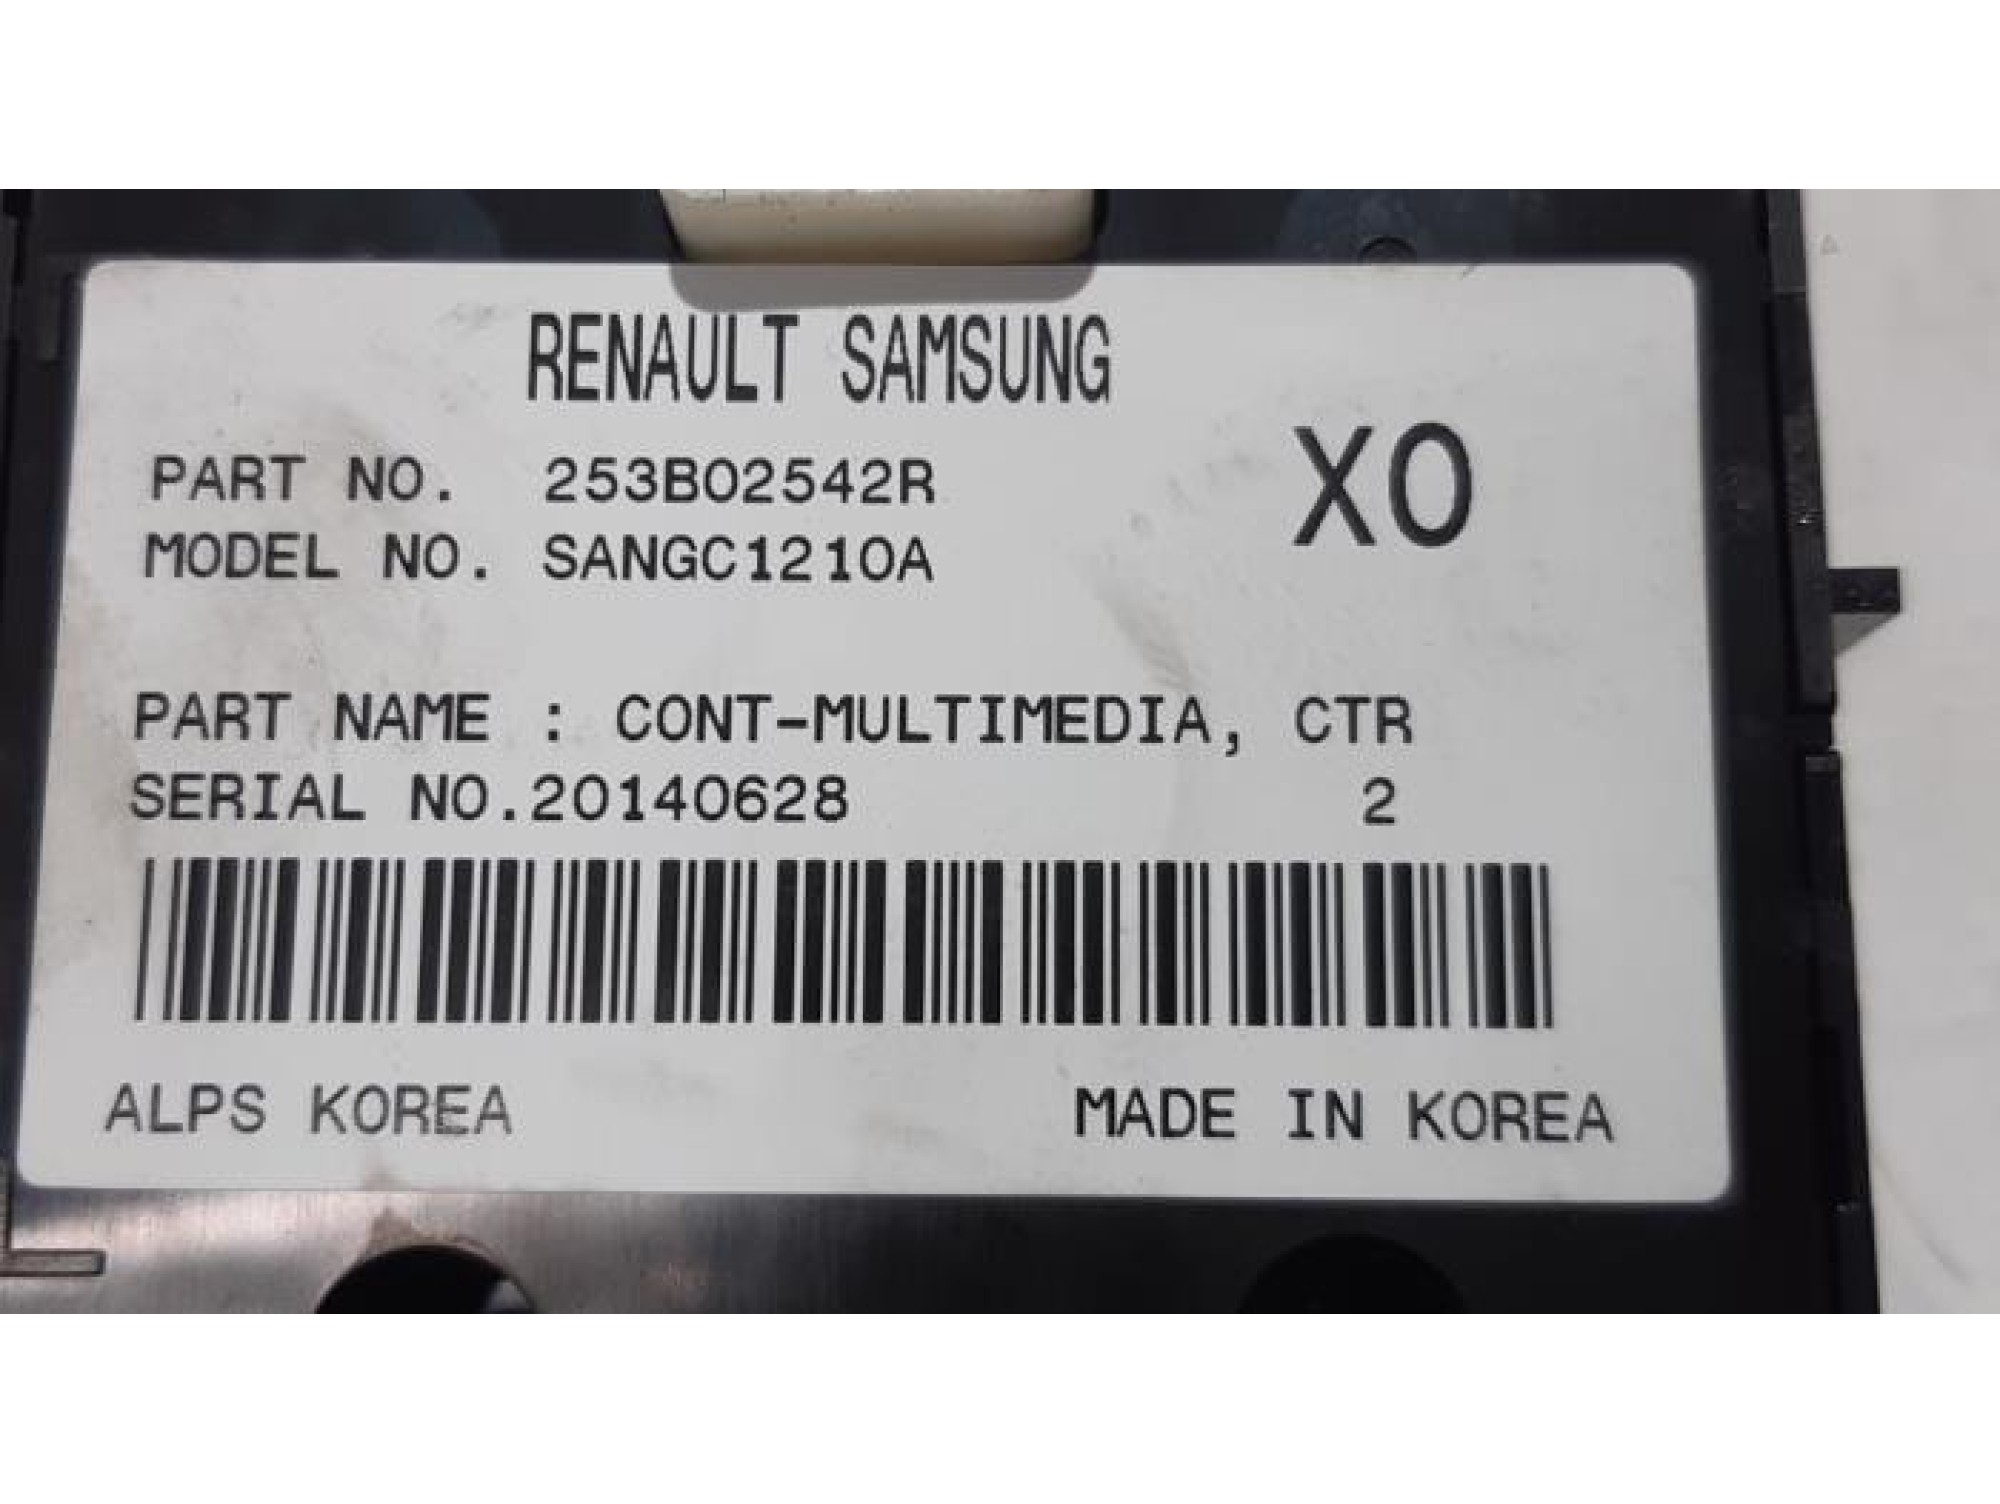 RENAULT SAMSUNG
XO
PART NO. 253B02542R
MODEL NO. SANGC1210A
PART NAME : CONT-MULTIMEDIA, CTR
SERIAL NO.20140628 2
ALPS KOREA MADE IN KOREA